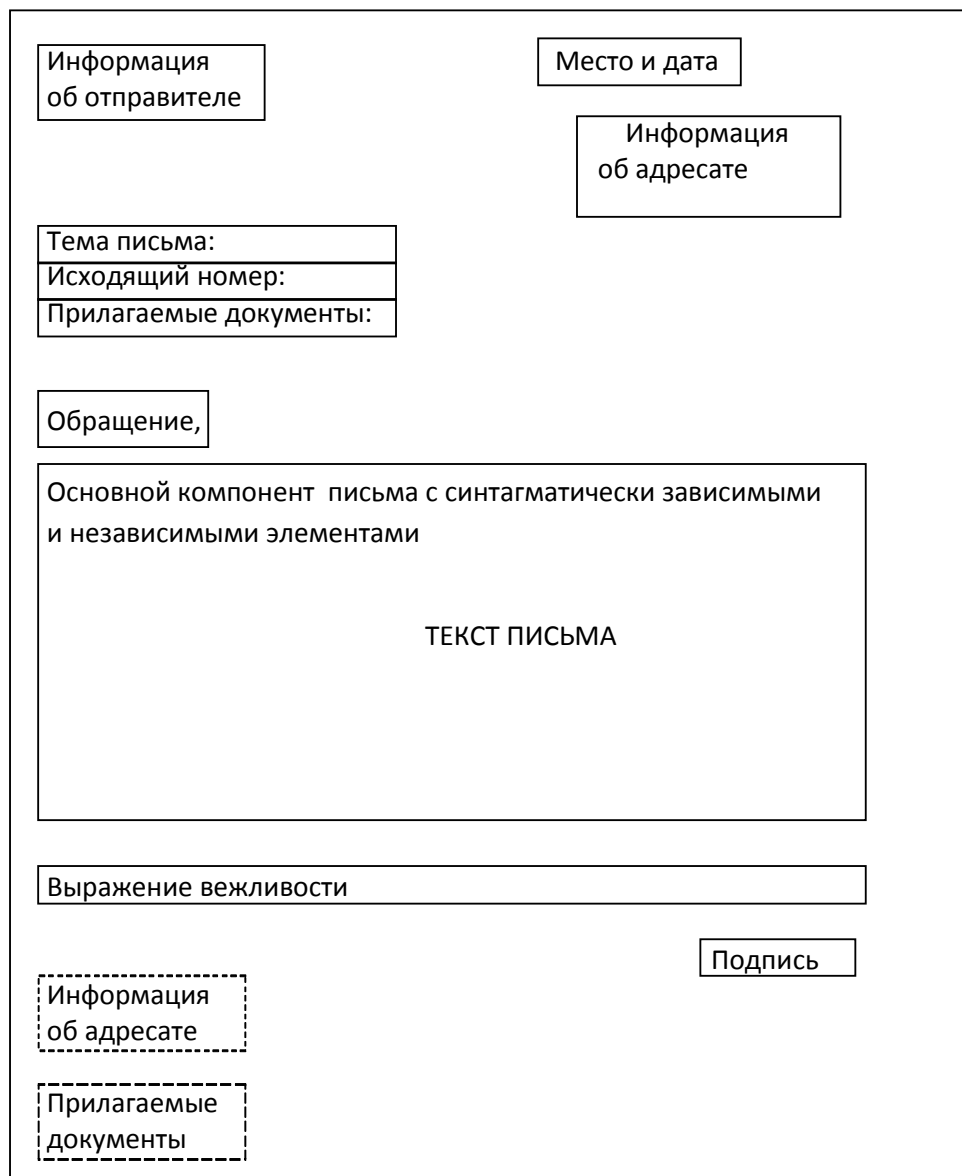 Информация
об отправителе
Место и дата
Информация
об адресате
Тема письма:
Исходящий номер:
Прилагаемые документы:
Обращение,
Основной компонент письма с синтагматически зависимыми
и независимыми элементами
ТЕКСТ ПИСЬМА
Выражение вежливости
Подпись
Информация
об адресате
Прилагаемые
документы